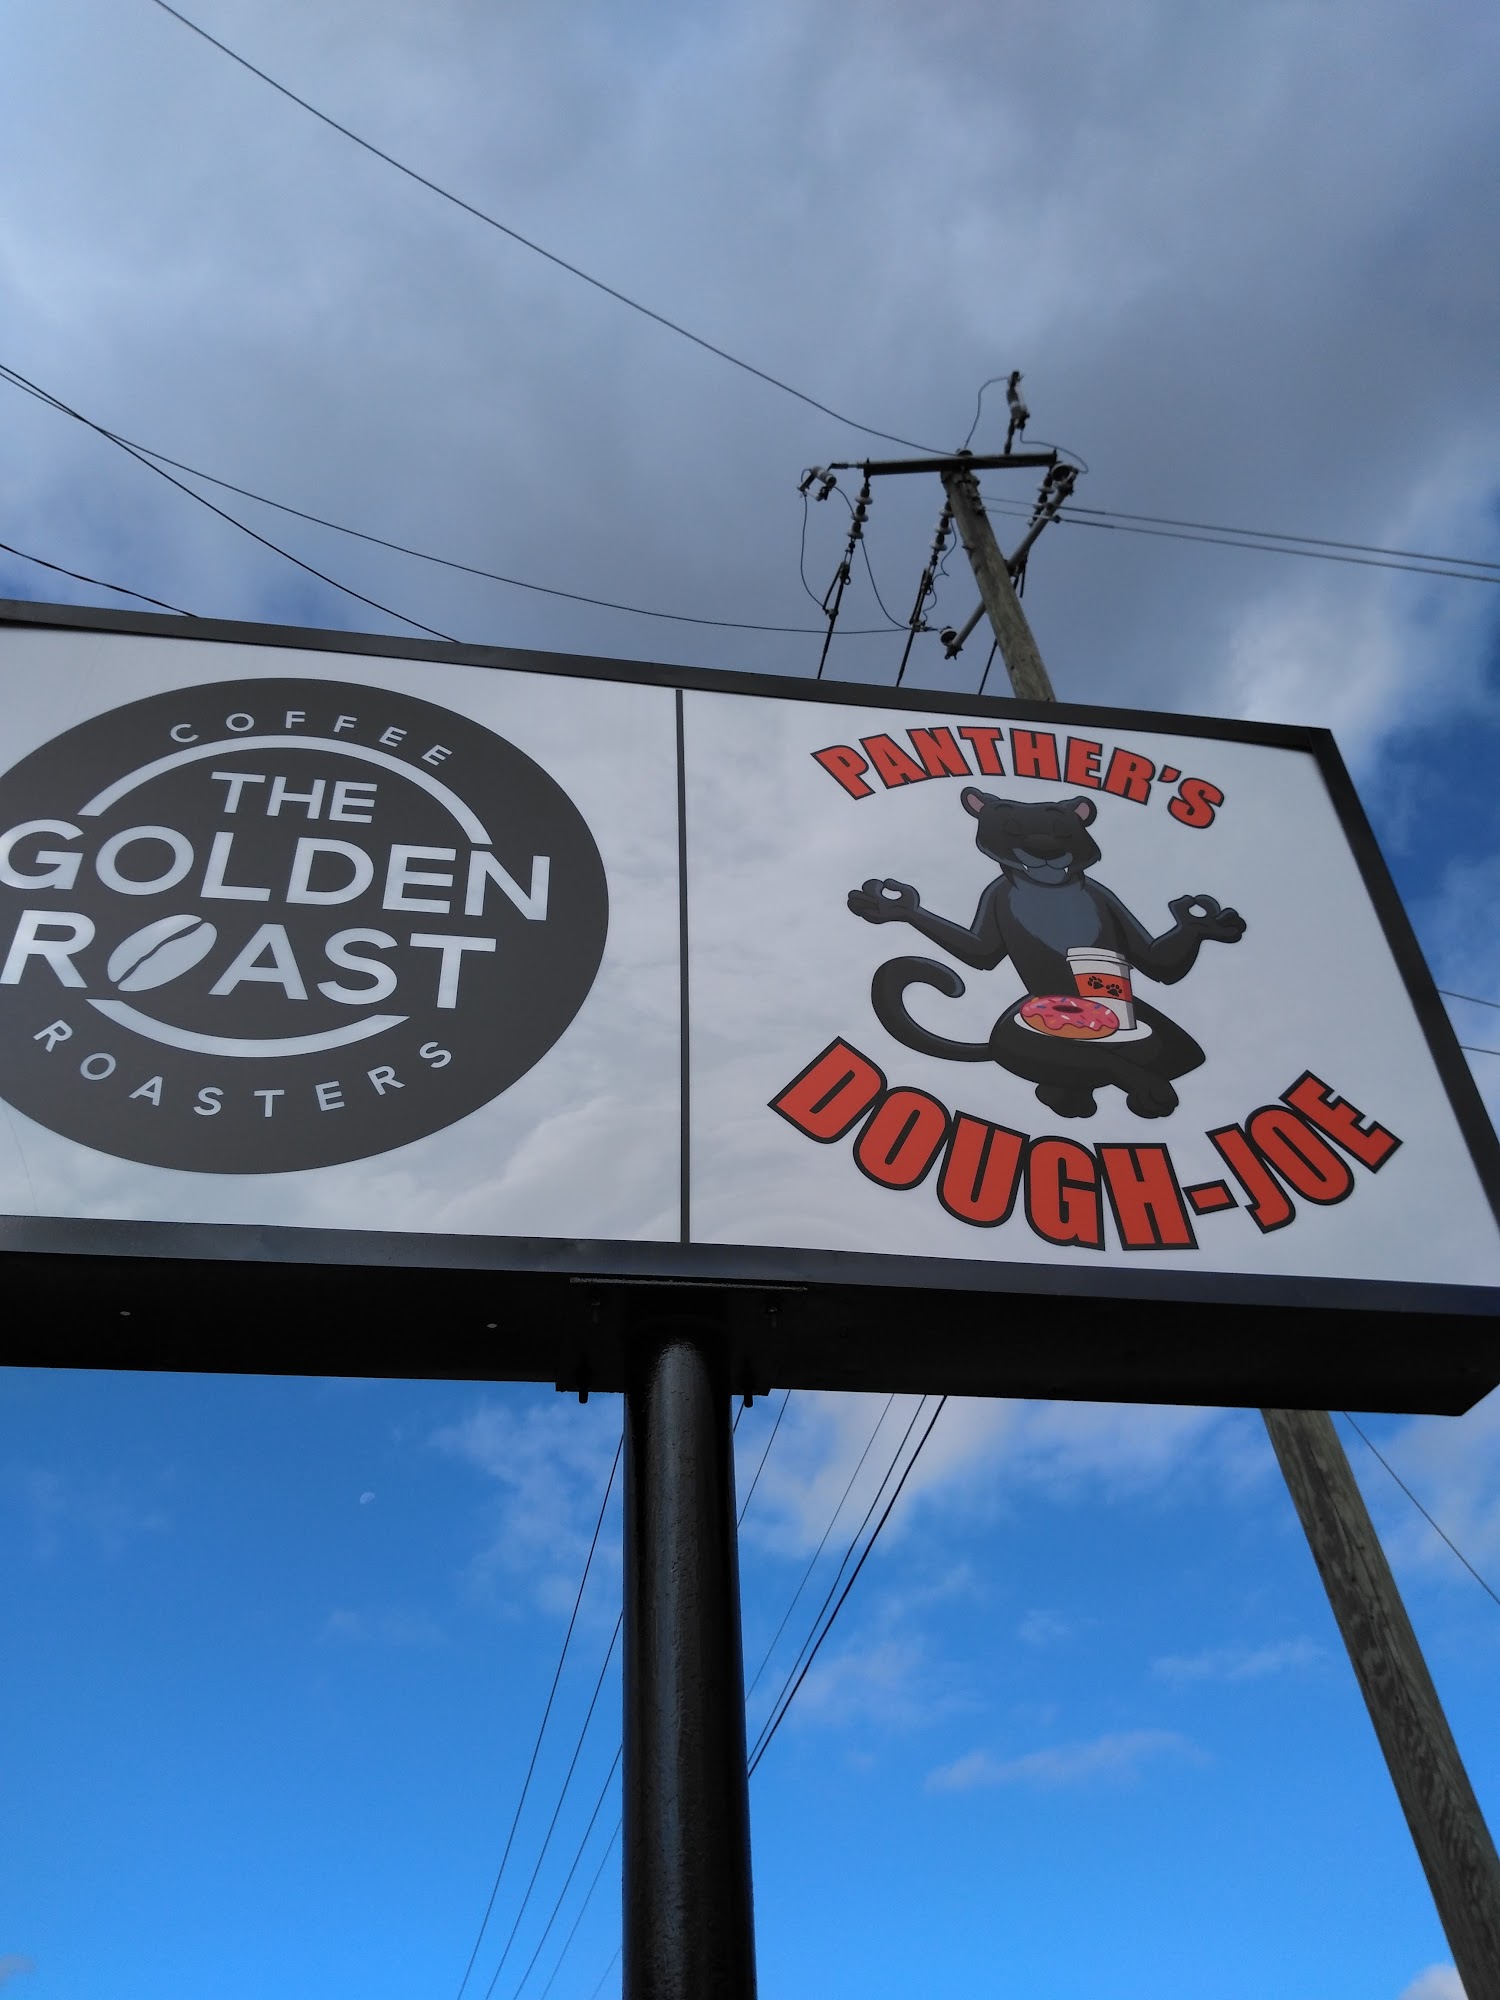 COFFEE
THE
GOLDEN
ROAST
ROASTERS
PANTHER'S
DOUGH-JOE